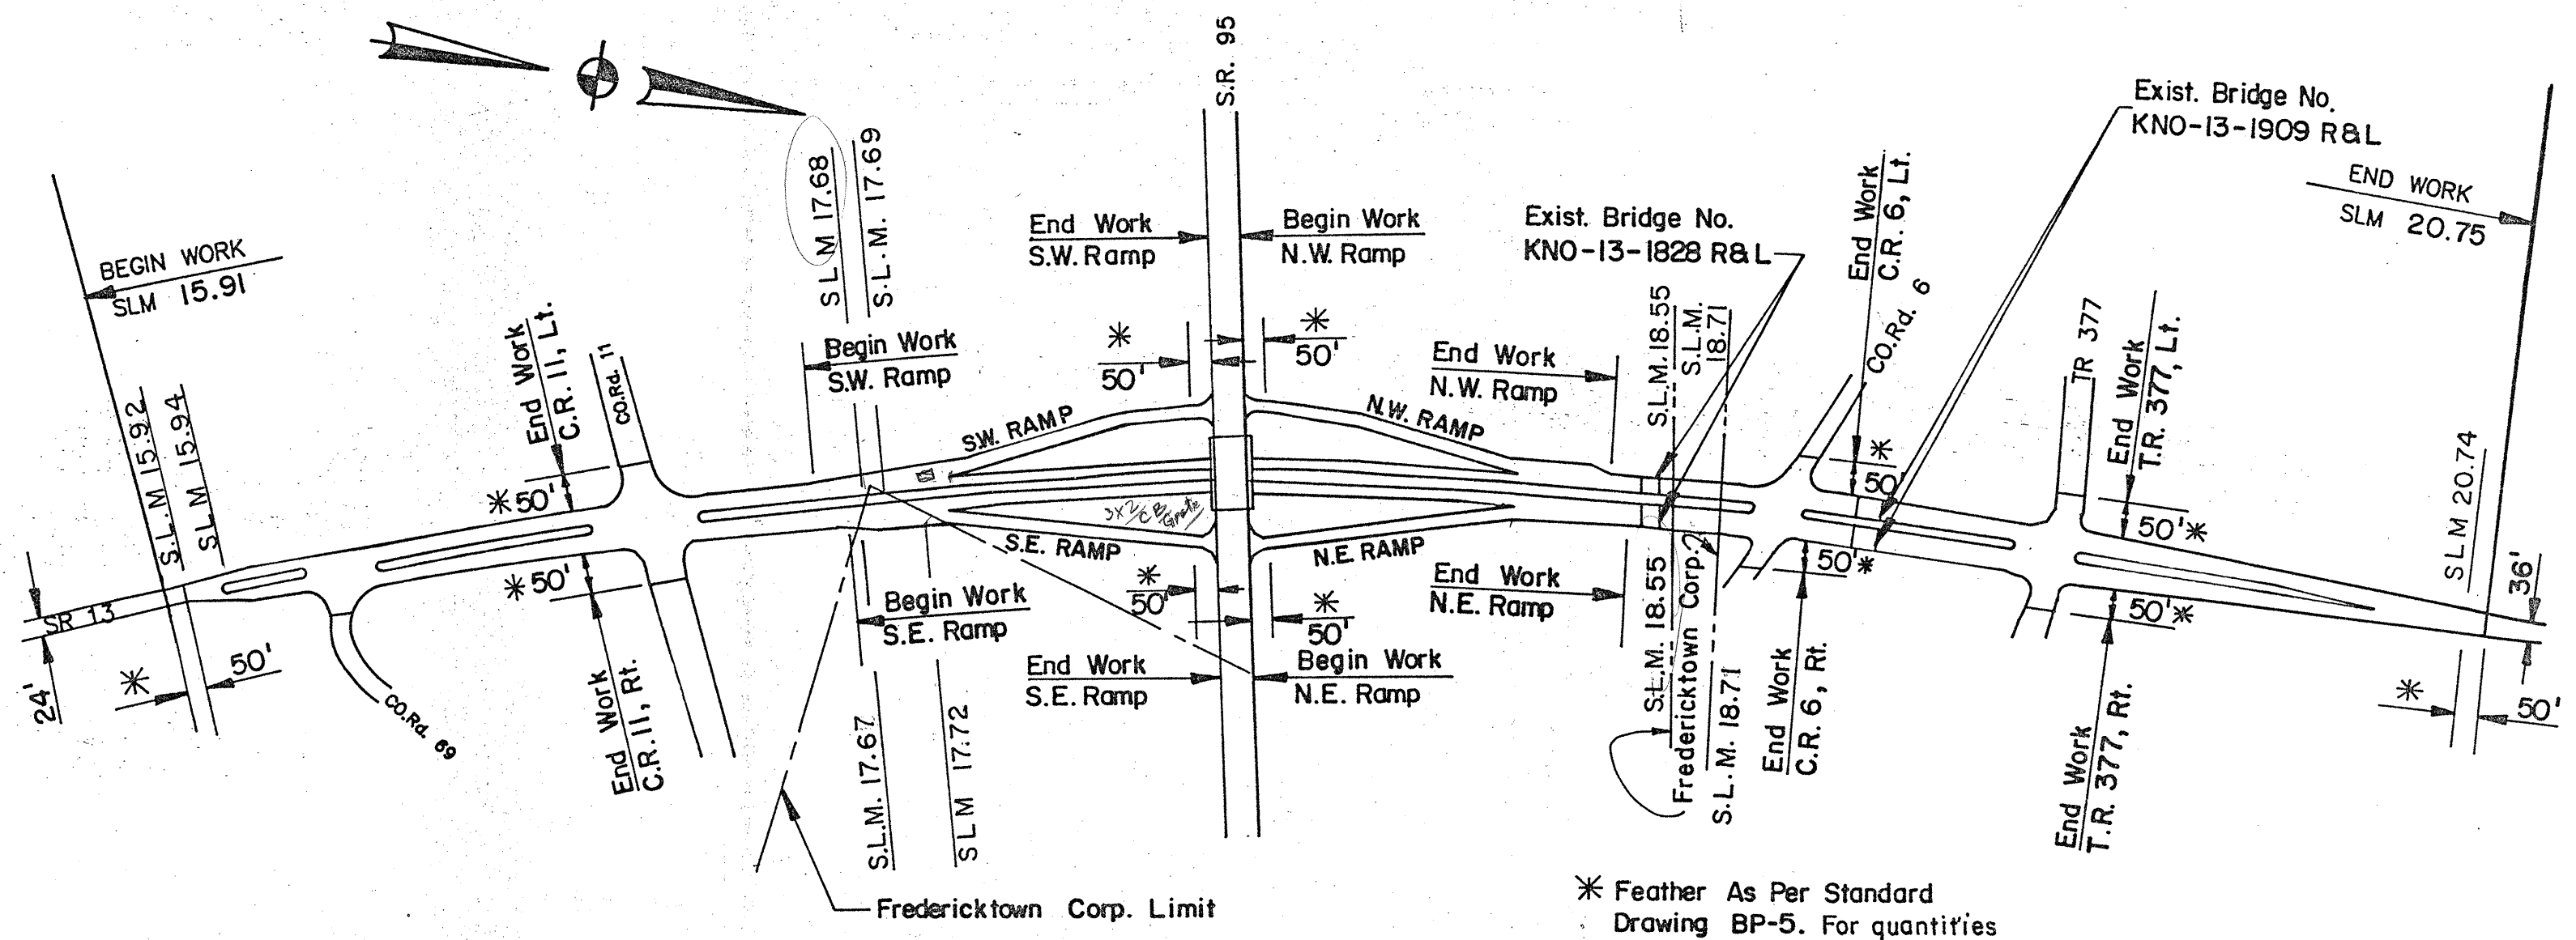 S.R. 95
Exist. Bridge No.
KNO-13-1909 R&L
END WORK
SLM 20.75
BEGIN WORK
SLM 15.91
S L M 17.68
S.L.M. 17.69
End Work
S.W. Ramp
Begin Work
N.W. Ramp
Exist. Bridge No.
KNO-13-1828 R&L
End Work
C.R. 6, Lt.
CO.Rd. 6
End Work
C.R. 11, Lt.
CO.Rd. 11
Begin Work
S.W. Ramp
*
50'
*
50'
End Work
N.W. Ramp
S.L.M. 18.55
S.L.M.
18.71
TR 377
End Work
T.R. 377, Lt.
S.L.M 15.92
S L M 15.94
S.W. RAMP
N.W. RAMP
* 50'
*
50'
50' *
S L M 20.74
3x2/CB/Grate
S.E. RAMP
N.E. RAMP
* 50'
50' *
50' *
36'
SR 13
24'
*
50'
CO.Rd. 69
End Work
C.R. 11, Rt.
Begin Work
S.E. Ramp
*
50'
*
50'
End Work
N.E. Ramp
End Work
S.E. Ramp
Begin Work
N.E. Ramp
S.L.M. 17.67
S L M 17.72
S.L.M. 18.55
Fredericktown Corp.
S.L.M. 18.71
End Work
C.R. 6, Rt.
End Work
T.R. 377, Rt.
*
50'
Fredericktown Corp. Limit
* Feather As Per Standard
Drawing BP-5. For quantities